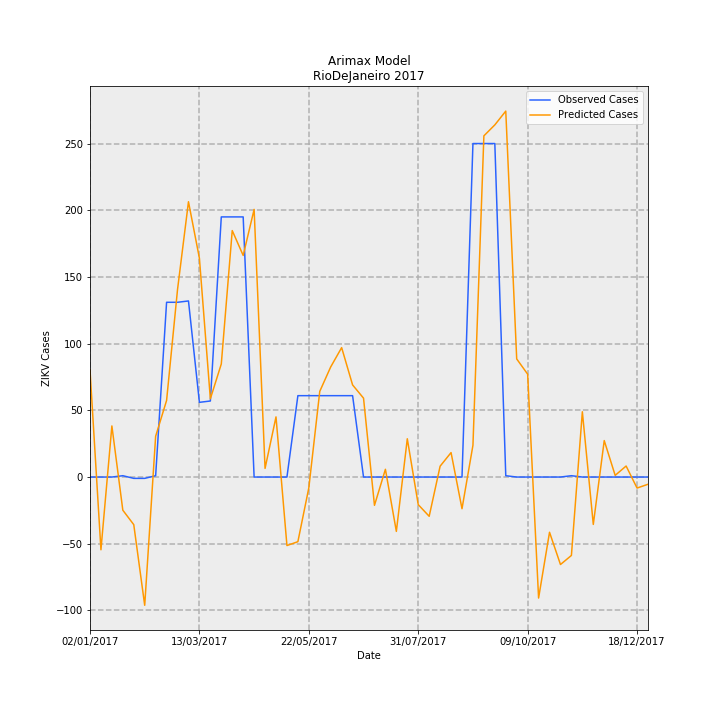 Arimax Model
RioDeJaneiro 2017
Observed Cases
Predicted Cases
ZIKV Cases
250
200
150
100
50
0
−50
−100
02/01/2017 13/03/2017 22/05/2017 31/07/2017 09/10/2017 18/12/2017
Date